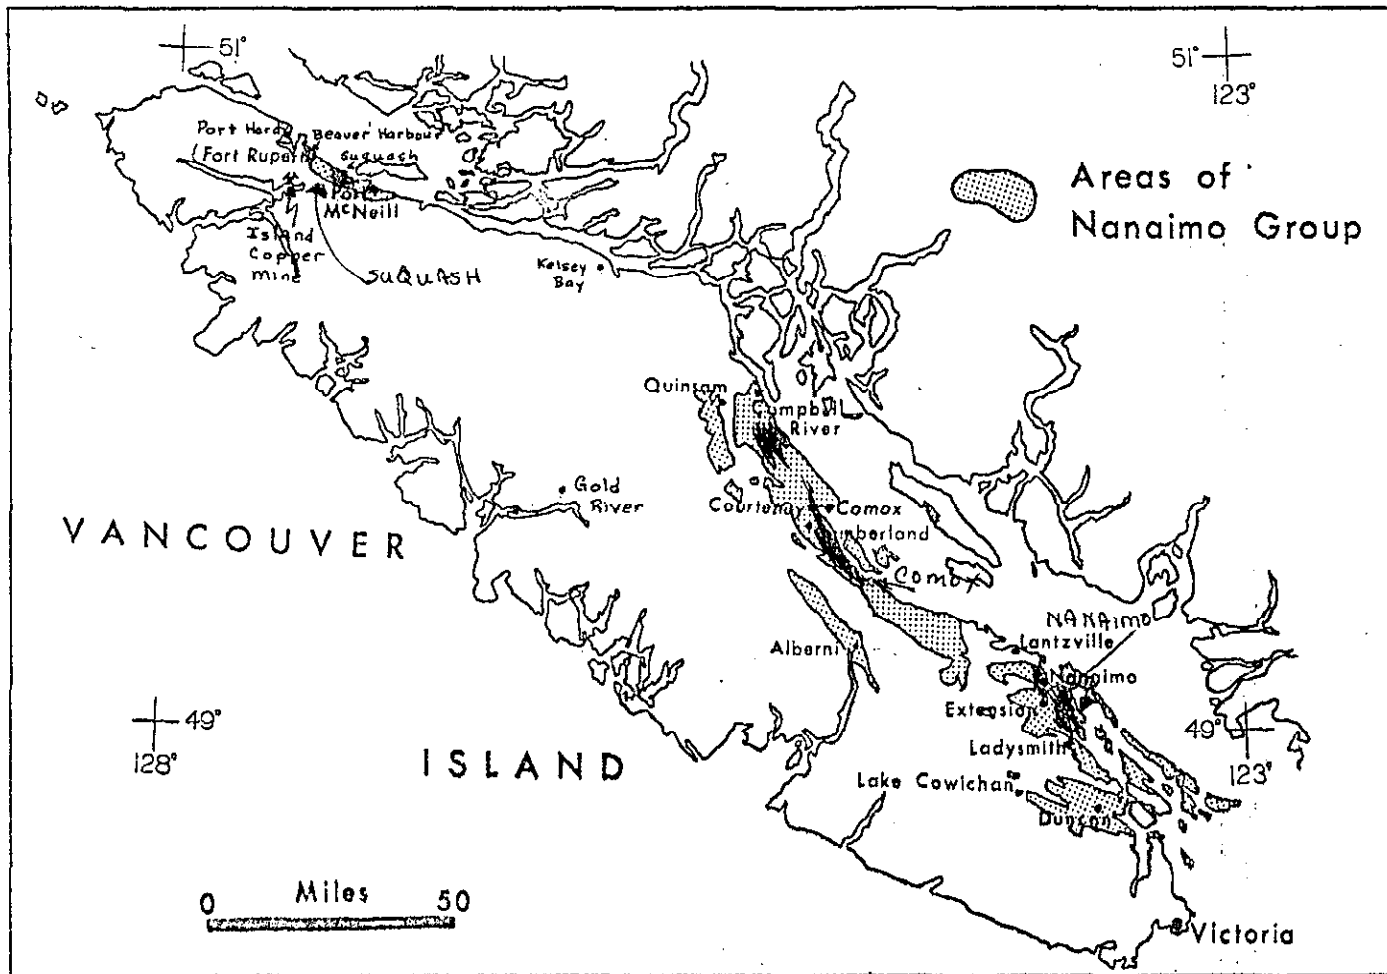 51°
51°
123°
Port Hardy
Beaver Harbour
(Fort Rupert)
Suquash
Port
McNeill
Island
Copper
mine
SUQUASH
Kelsey
Bay
Areas of
Nanaimo Group
Quinsam
Campbell
River
Gold
River
Courtenay
Comox
Cumberland
COMOX
VANCOUVER
NANAIMO
Lantzville
Alberni
Nanaimo
Extension
49°
128°
49°
123°
Ladysmith
ISLAND
Lake Cowichan
Duncan
Miles
0
50
Victoria